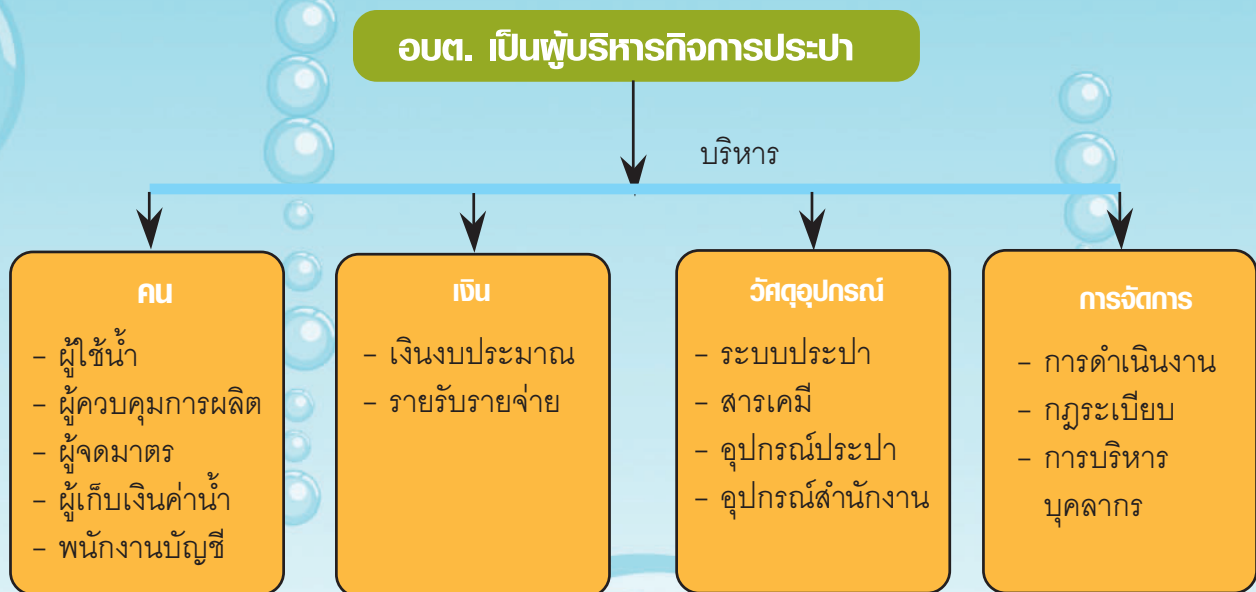 อบต. เป็นผู้บริหารกิจการประปา
บริหาร
คน
- ผู้ใช้น้ำ
- ผู้ควบคุมการผลิต
- ผู้จดมาตร
- ผู้เก็บเงินค่าน้ำ
- พนักงานบัญชี
เงิน
- เงินงบประมาณ
- รายรับรายจ่าย
วัศดุอุปกรณ์
- ระบบประปา
- สารเคมี
- อุปกรณ์ประปา
- อุปกรณ์สำนักงาน
การจัดการ
- การดำเนินงาน
- กฎระเบียบ
- การบริหาร
บุคลากร